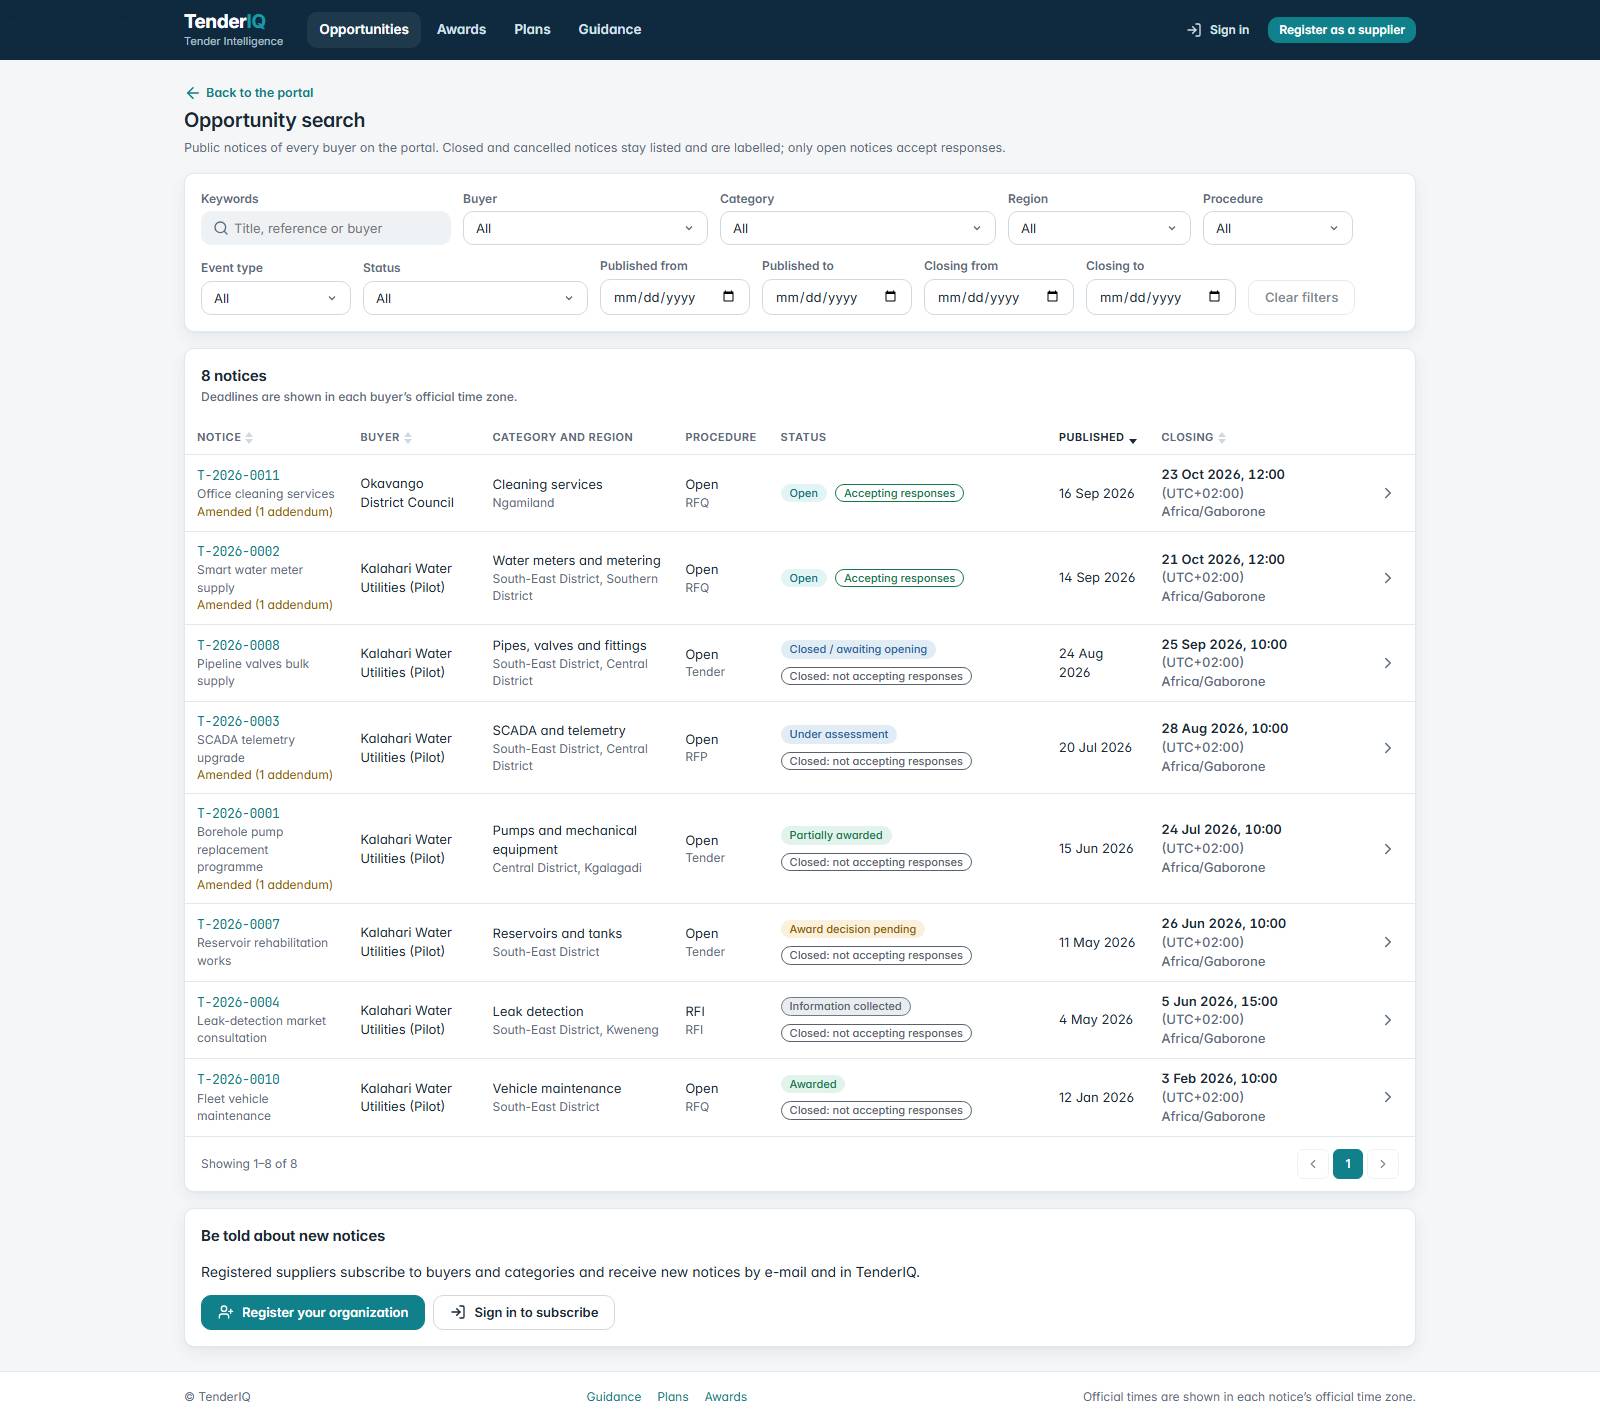 TenderIQ
Tender Intelligence
Opportunities
Awards
Plans
Guidance
Sign in
Register as a supplier
Back to the portal
Opportunity search
Public notices of every buyer on the portal. Closed and cancelled notices stay listed and are labelled; only open notices accept responses.
Keywords
Title, reference or buyer
Buyer
All
Category
All
Region
All
Procedure
All
Event type
All
Status
All
Published from
mm/dd/yyyy
Published to
mm/dd/yyyy
Closing from
mm/dd/yyyy
Closing to
mm/dd/yyyy
Clear filters
8 notices
Deadlines are shown in each buyer’s official time zone.
NOTICE
BUYER
CATEGORY AND REGION
PROCEDURE
STATUS
PUBLISHED
CLOSING
T-2026-0011
Office cleaning services
Amended (1 addendum)
Okavango
District Council
Cleaning services
Ngamiland
Open
RFQ
Open
Accepting responses
16 Sep 2026
23 Oct 2026, 12:00
(UTC+02:00)
Africa/Gaborone
T-2026-0002
Smart water meter
supply
Amended (1 addendum)
Kalahari Water
Utilities (Pilot)
Water meters and metering
South-East District, Southern
District
Open
RFQ
Open
Accepting responses
14 Sep 2026
21 Oct 2026, 12:00
(UTC+02:00)
Africa/Gaborone
T-2026-0008
Pipeline valves bulk
supply
Kalahari Water
Utilities (Pilot)
Pipes, valves and fittings
South-East District, Central
District
Open
Tender
Closed / awaiting opening
Closed: not accepting responses
24 Aug
2026
25 Sep 2026, 10:00
(UTC+02:00)
Africa/Gaborone
T-2026-0003
SCADA telemetry
upgrade
Amended (1 addendum)
Kalahari Water
Utilities (Pilot)
SCADA and telemetry
South-East District, Central
District
Open
RFP
Under assessment
Closed: not accepting responses
20 Jul 2026
28 Aug 2026, 10:00
(UTC+02:00)
Africa/Gaborone
T-2026-0001
Borehole pump
replacement
programme
Amended (1 addendum)
Kalahari Water
Utilities (Pilot)
Pumps and mechanical
equipment
Central District, Kgalagadi
Open
Tender
Partially awarded
Closed: not accepting responses
15 Jun 2026
24 Jul 2026, 10:00
(UTC+02:00)
Africa/Gaborone
T-2026-0007
Reservoir rehabilitation
works
Kalahari Water
Utilities (Pilot)
Reservoirs and tanks
South-East District
Open
Tender
Award decision pending
Closed: not accepting responses
11 May 2026
26 Jun 2026, 10:00
(UTC+02:00)
Africa/Gaborone
T-2026-0004
Leak-detection market
consultation
Kalahari Water
Utilities (Pilot)
Leak detection
South-East District, Kweneng
RFI
RFI
Information collected
Closed: not accepting responses
4 May 2026
5 Jun 2026, 15:00
(UTC+02:00)
Africa/Gaborone
T-2026-0010
Fleet vehicle
maintenance
Kalahari Water
Utilities (Pilot)
Vehicle maintenance
South-East District
Open
RFQ
Awarded
Closed: not accepting responses
12 Jan 2026
3 Feb 2026, 10:00
(UTC+02:00)
Africa/Gaborone
Showing 1–8 of 8
1
Be told about new notices
Registered suppliers subscribe to buyers and categories and receive new notices by e-mail and in TenderIQ.
Register your organization
Sign in to subscribe
© TenderIQ
Guidance
Plans
Awards
Official times are shown in each notice’s official time zone.